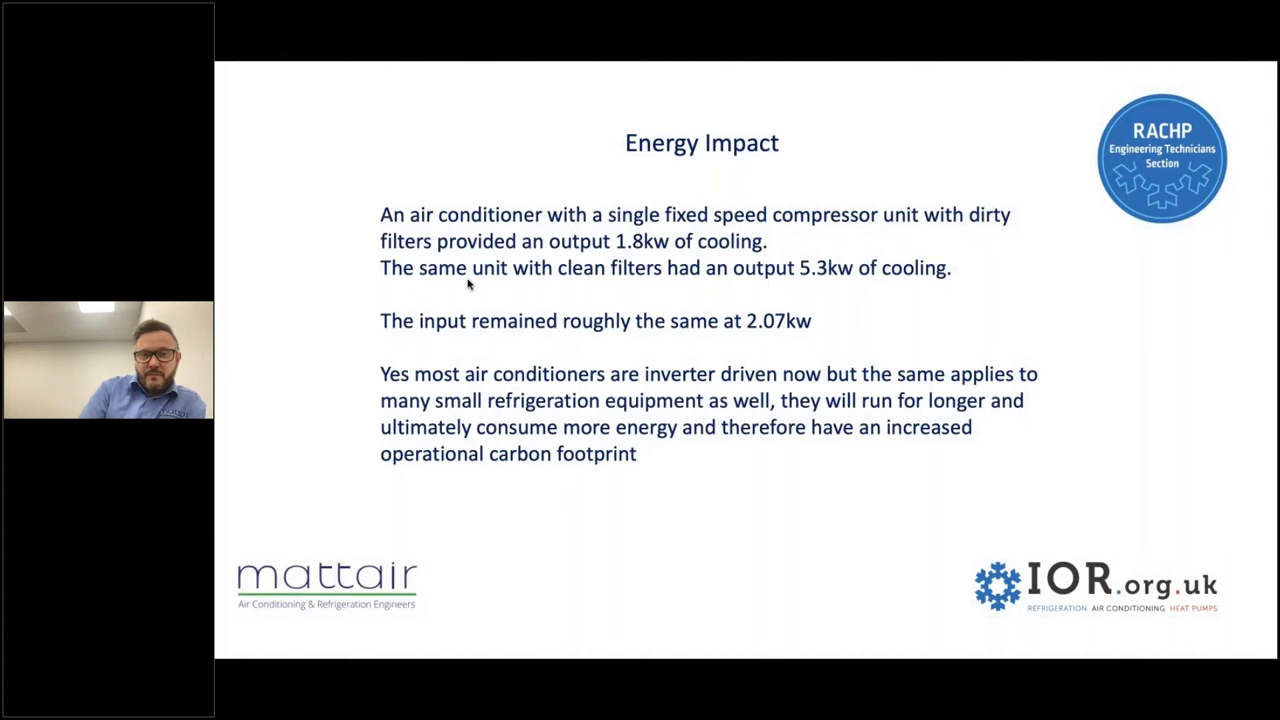 Energy Impact
RACHP
Engineering Technicians
Section
An air conditioner with a single fixed speed compressor unit with dirty
filters provided an output 1.8kw of cooling.
The same unit with clean filters had an output 5.3kw of cooling.
The input remained roughly the same at 2.07kw
Yes most air conditioners are inverter driven now but the same applies to
many small refrigeration equipment as well, they will run for longer and
ultimately consume more energy and therefore have an increased
operational carbon footprint
mattair
Air Conditioning & Refrigeration Engineers
IOR.org.uk
REFRIGERATION AIR CONDITIONING HEAT PUMPS